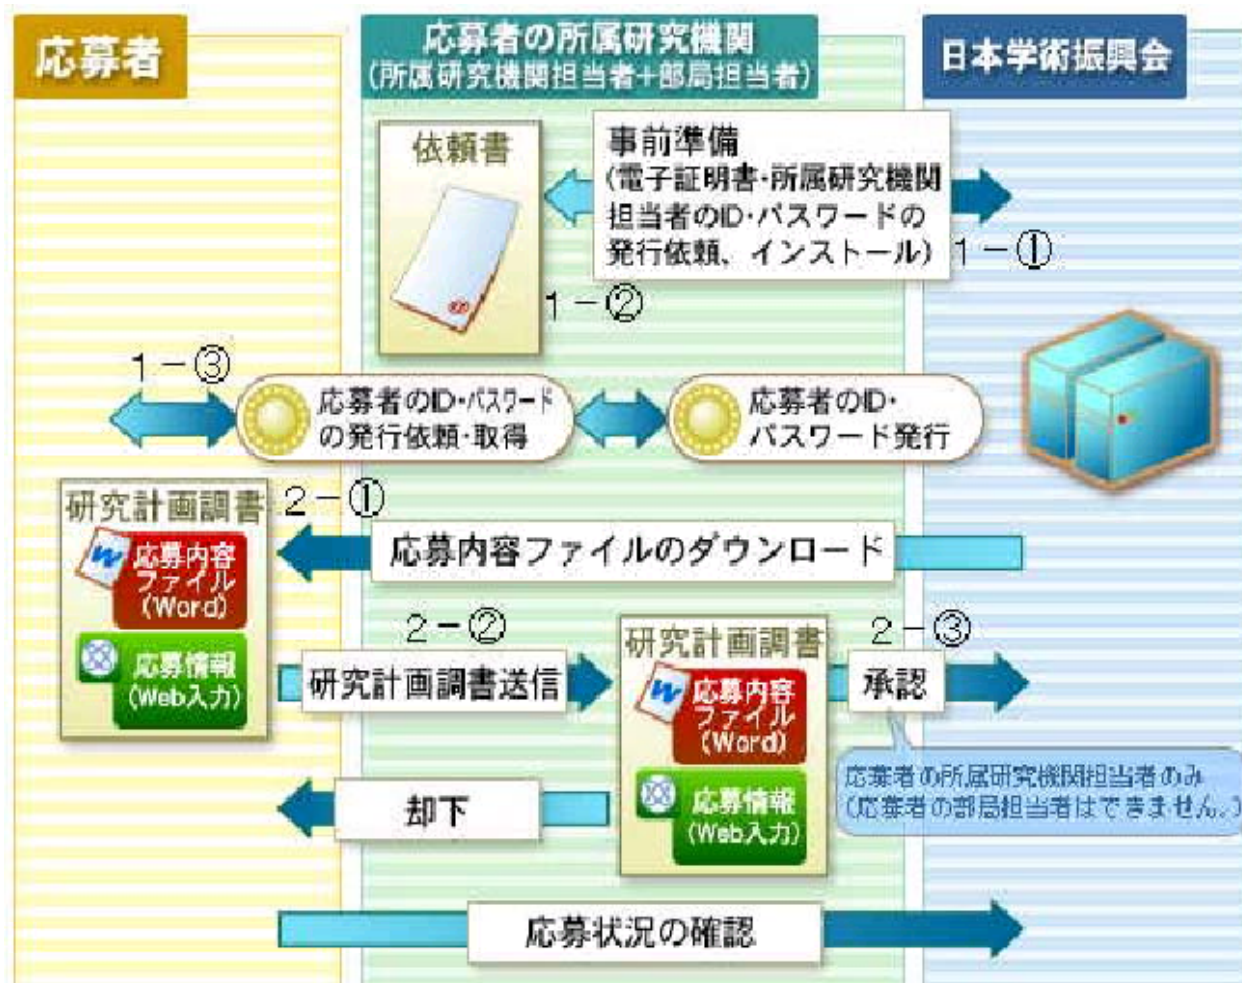 応募者
応募者の所属研究機関
(所属研究機関担当者+部局担当者)
日本学術振興会
依頼書
事前準備
(電子証明書・所属研究機関
担当者のID・パスワードの
発行依頼、インストール)
1-①
1-②
1-③
応募者のID・パスワード
の発行依頼・取得
応募者のID・
パスワード発行
研究計画調書
2-①
応募内容
ファイル
(Word)
応募情報
(Web入力)
応募内容ファイルのダウンロード
2-②
研究計画調書送信
研究計画調書
応募内容
ファイル
(Word)
応募情報
(Web入力)
2-③
承認
応募者の所属研究機関担当者のみ
(応募者の部局担当者はできません。)
却下
応募状況の確認